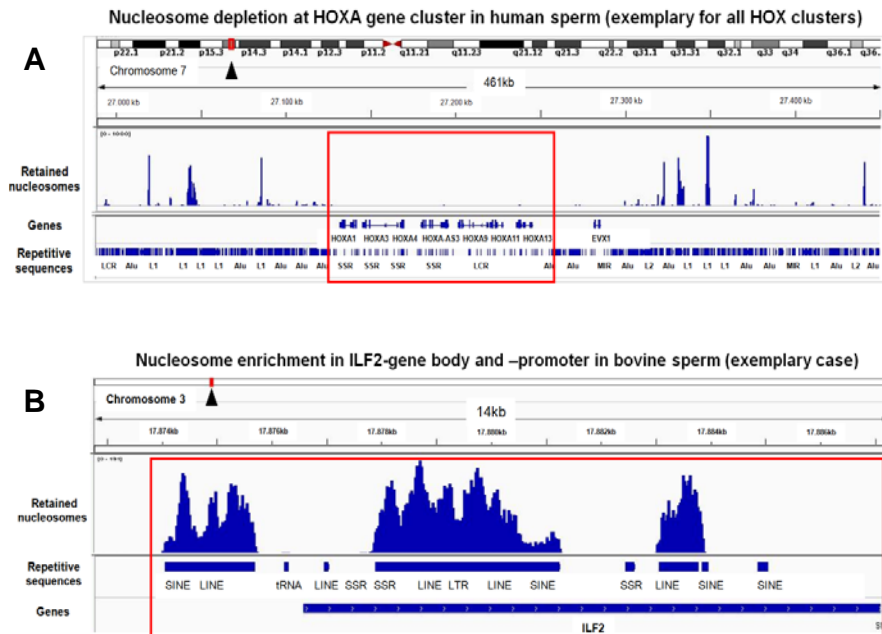 Nucleosome depletion at HOXA gene cluster in human sperm (exemplary for all HOX clusters)
A
p22.1 p21.2 p15.3 p14.3 p14.1 p12.3 p11.2 q11.21 q11.23 q21.12 q21.3 q22.2 q31.1 q31.31 q32.1 q33 q34 q36.1 q36.
Chromosome 7
461kb
27.000 kb 27.100 kb 27.200 kb 27.300 kb 27.400 kb
Retained
nucleosomes
Genes
HOXA1 HOXA3 HOXA4 HOXA-AS3 HOXA9 HOXA11 HOXA13 EVX1
Repetitive
sequences
LCR Alu L1 L1 L1 L1 Alu L1 Alu L1 Alu SSR SSR SSR SSR LCR Alu Alu MIR Alu L2 Alu L1 L1 L1 Alu Alu MIR Alu L1 L2 Alu
Nucleosome enrichment in ILF2-gene body and –promoter in bovine sperm (exemplary case)
B
Chromosome 3
14kb
17.874kb 17.876kb 17.878kb 17.880kb 17.882kb 17.884kb 17.886kb
Retained
nucleosomes
Repetitive
sequences
SINE LINE tRNA LINE SSR SSR LINE LTR LINE SINE SSR LINE SINE SINE
Genes
ILF2